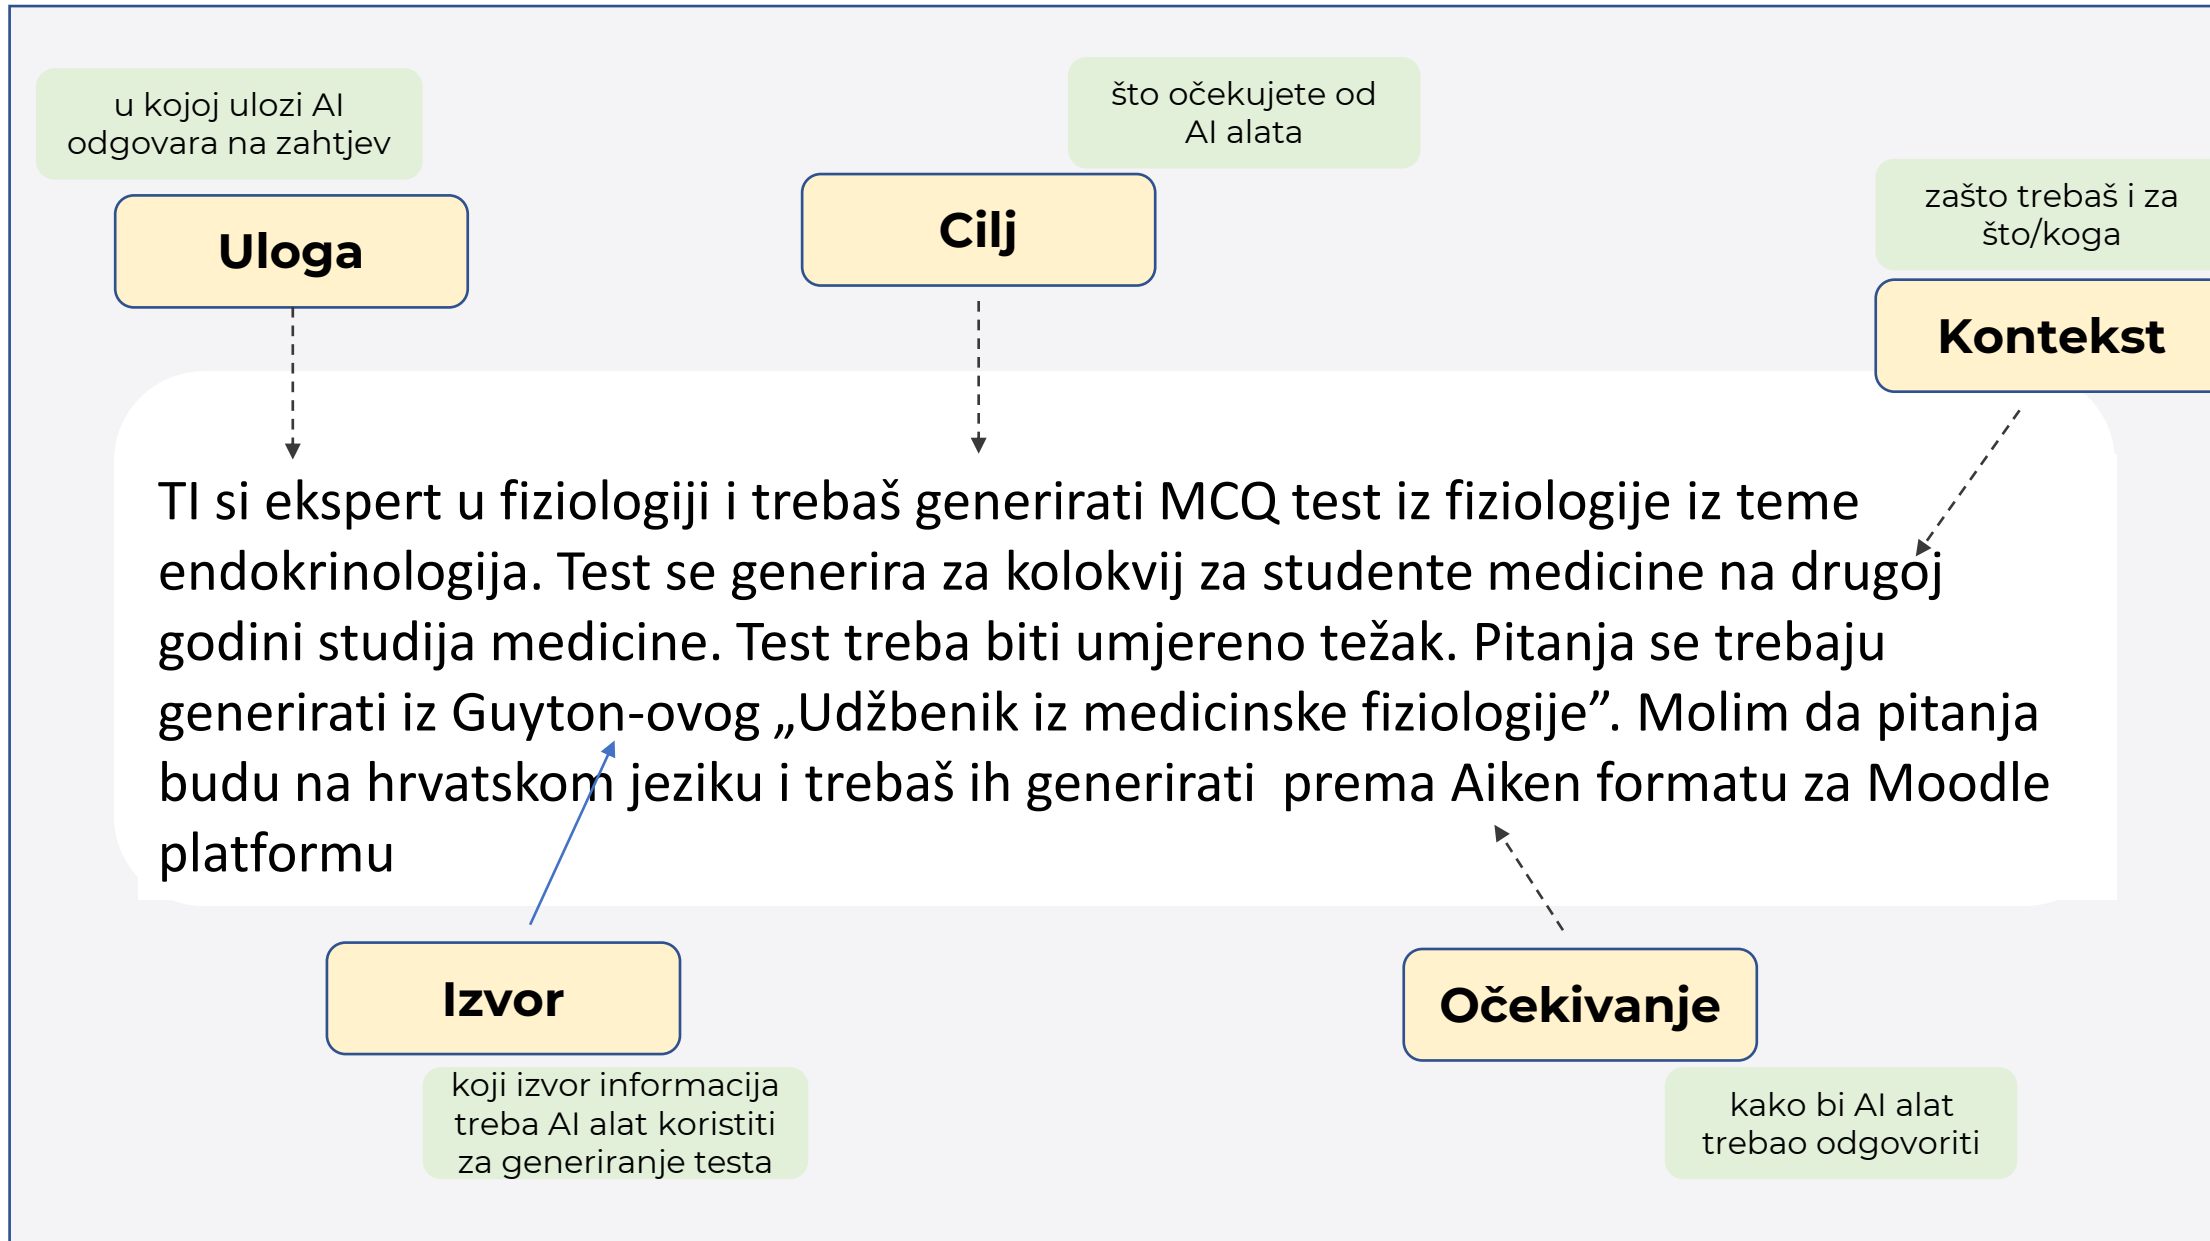 u kojoj ulozi AI
odgovara na zahtjev
Uloga
što očekujete od
AI alata
Cilj
zašto trebaš i za
što/koga
Kontekst
TI si ekspert u fiziologiji i trebaš generirati MCQ test iz fiziologije iz teme
endokrinologija. Test se generira za kolokvij za studente medicine na drugoj
godini studija medicine. Test treba biti umjereno težak. Pitanja se trebaju
generirati iz Guyton-ovog „Udžbenik iz medicinske fiziologije”. Molim da pitanja
budu na hrvatskom jeziku i trebaš ih generirati  prema Aiken formatu za Moodle
platformu
Izvor
koji izvor informacija
treba AI alat koristiti
za generiranje testa
Očekivanje
kako bi AI alat
trebao odgovoriti